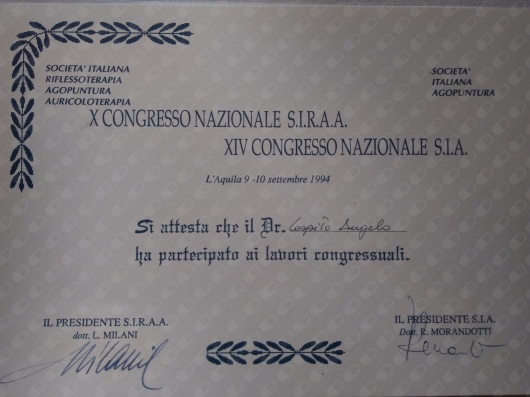 SOCIETA' ITALIANA
RIFLESSOTERAPIA
AGOPUNTURA
AURICOLOTERAPIA
SOCIETA'
ITALIANA
AGOPUNTURA
X CONGRESSO NAZIONALE S.I.R.A.A.
XIV CONGRESSO NAZIONALE S.I.A.
L'Aquila 9 -10 settembre 1994
Si attesta che il Dr. Cospito Angelo
ha partecipato ai lavori congressuali.
IL PRESIDENTE S.I.R.A.A.
dott. L. MILANI
IL PRESIDENTE S.I.A.
Dott. R. MORANDOTTI
LMilani